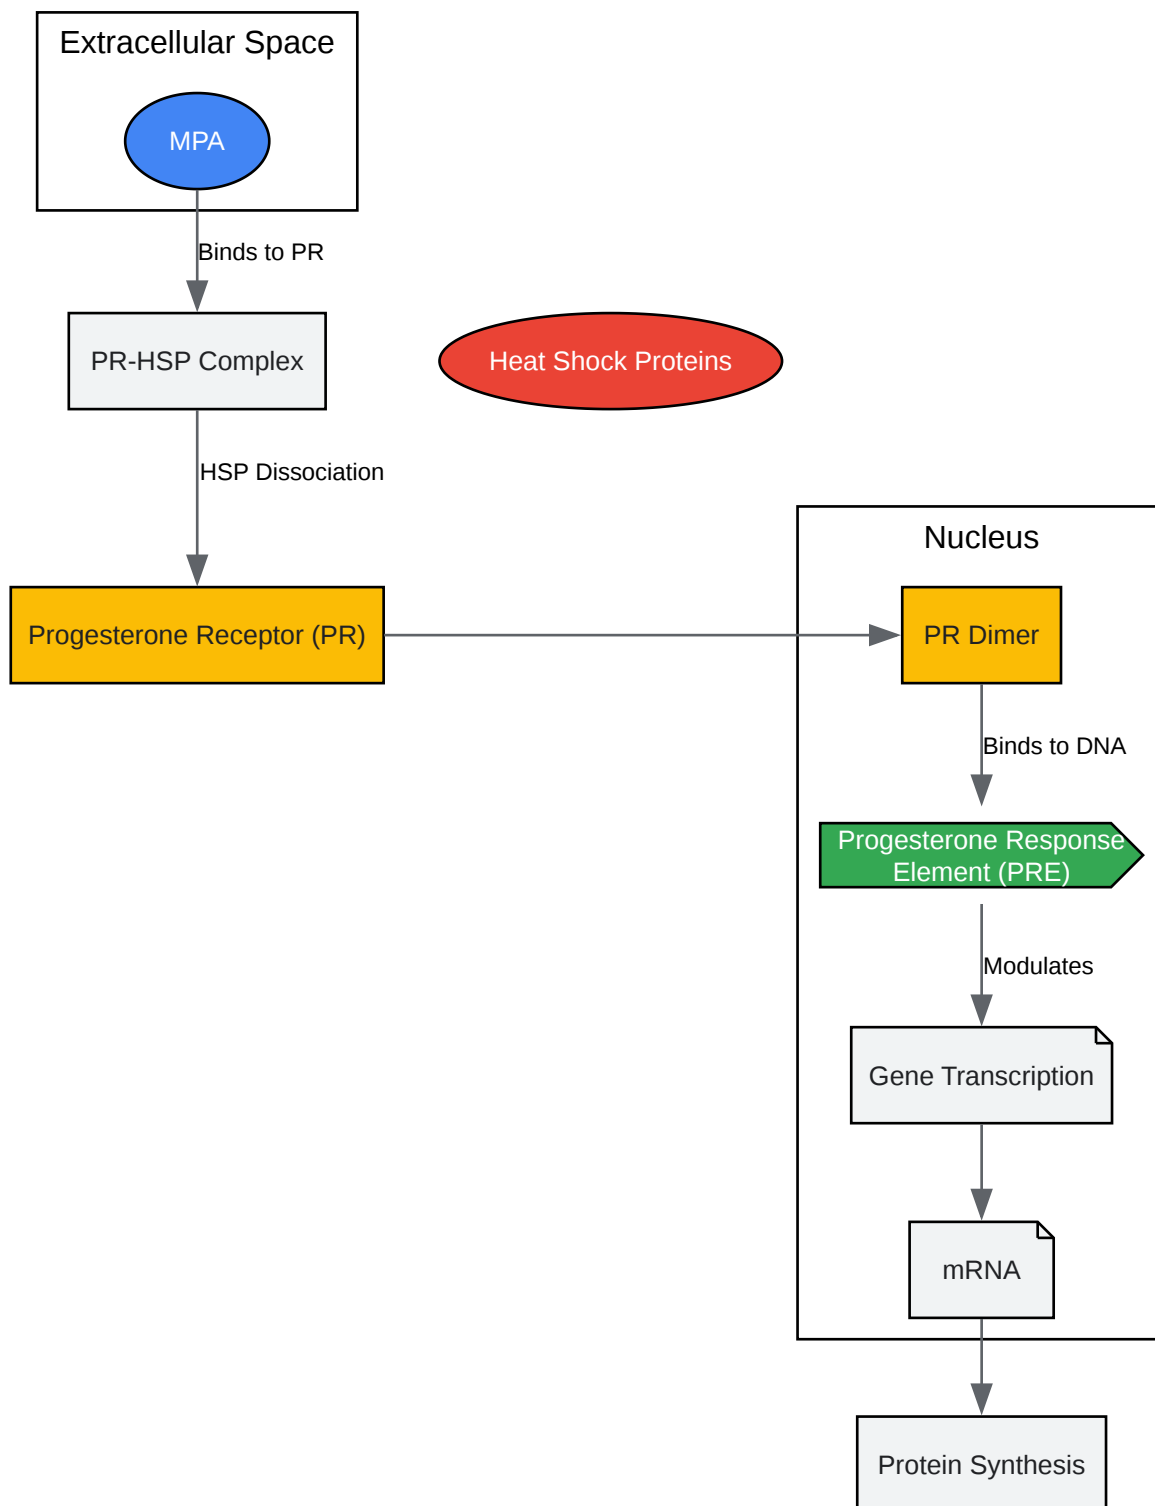 Extracellular Space
MPA
Binds to PR
PR-HSP Complex
Heat Shock Proteins
HSP Dissociation
Nucleus
Progesterone Receptor (PR)
PR Dimer
Binds to DNA
Progesterone Response
Element (PRE)
Modulates
Gene Transcription
mRNA
Protein Synthesis